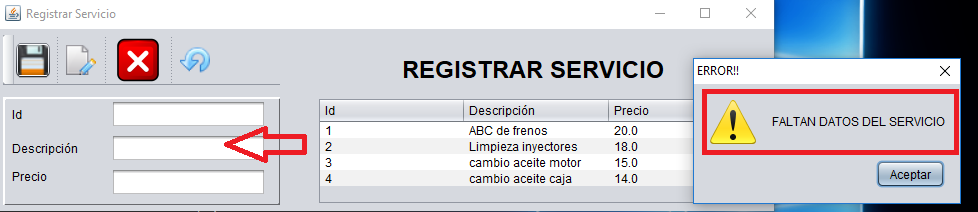 Registrar Servicio
REGISTRAR SERVICIO
Id
Descripción
Precio
Id Descripción Precio
1 ABC de frenos 20.0
2 Limpieza inyectores 18.0
3 cambio aceite motor 15.0
4 cambio aceite caja 14.0
ERROR!!
FALTAN DATOS DEL SERVICIO
Aceptar